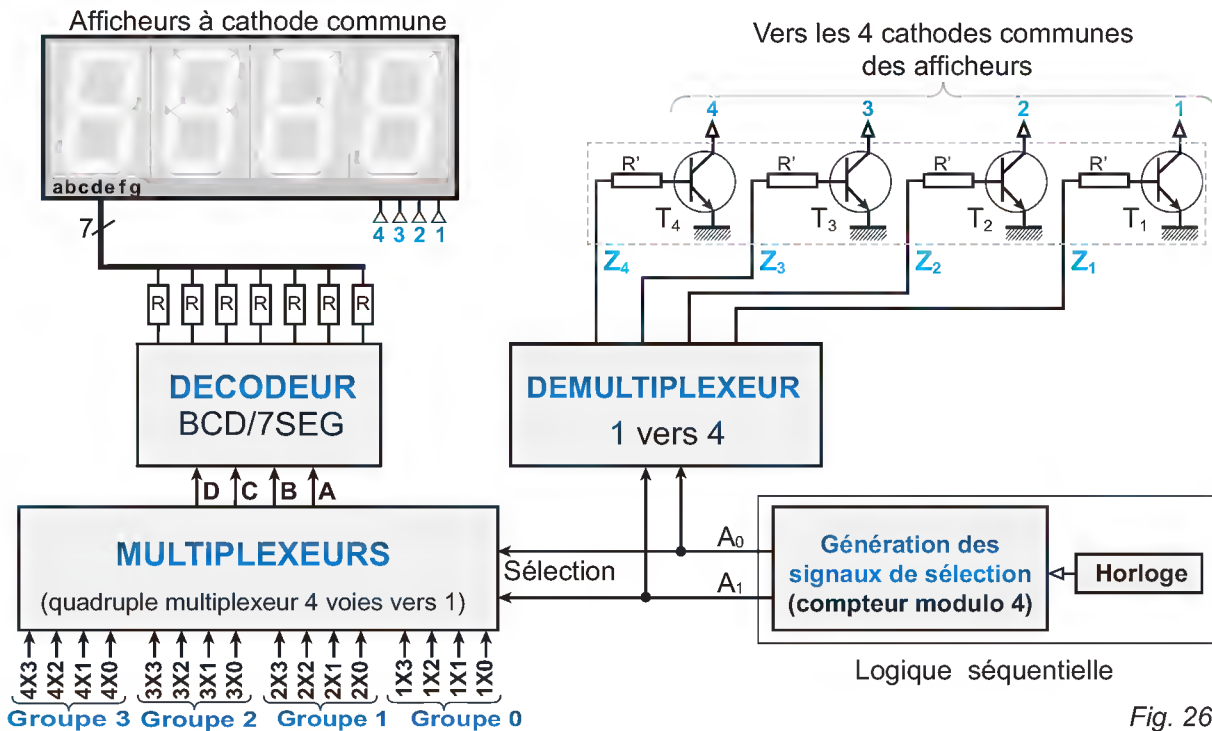 Afficheurs à cathode commune
abcdefg
7
4 3 2 1
R R R R R R R
DECODEUR
BCD/7SEG
D C B A
MULTIPLEXEURS
(quadruple multiplexeur 4 voies vers 1)
4X3 4X2 4X1 4X0 3X3 3X2 3X1 3X0 2X3 2X2 2X1 2X0 1X3 1X2 1X1 1X0
Groupe 3 Groupe 2 Groupe 1 Groupe 0
Vers les 4 cathodes communes
des afficheurs
4 3 2 1
R' R' R' R'
T4 T3 T2 T1
Z4 Z3 Z2 Z1
DEMULTIPLEXEUR
1 vers 4
A0
Sélection
A1
Génération des
signaux de sélection
(compteur modulo 4)
Horloge
Logique séquentielle
Fig. 26